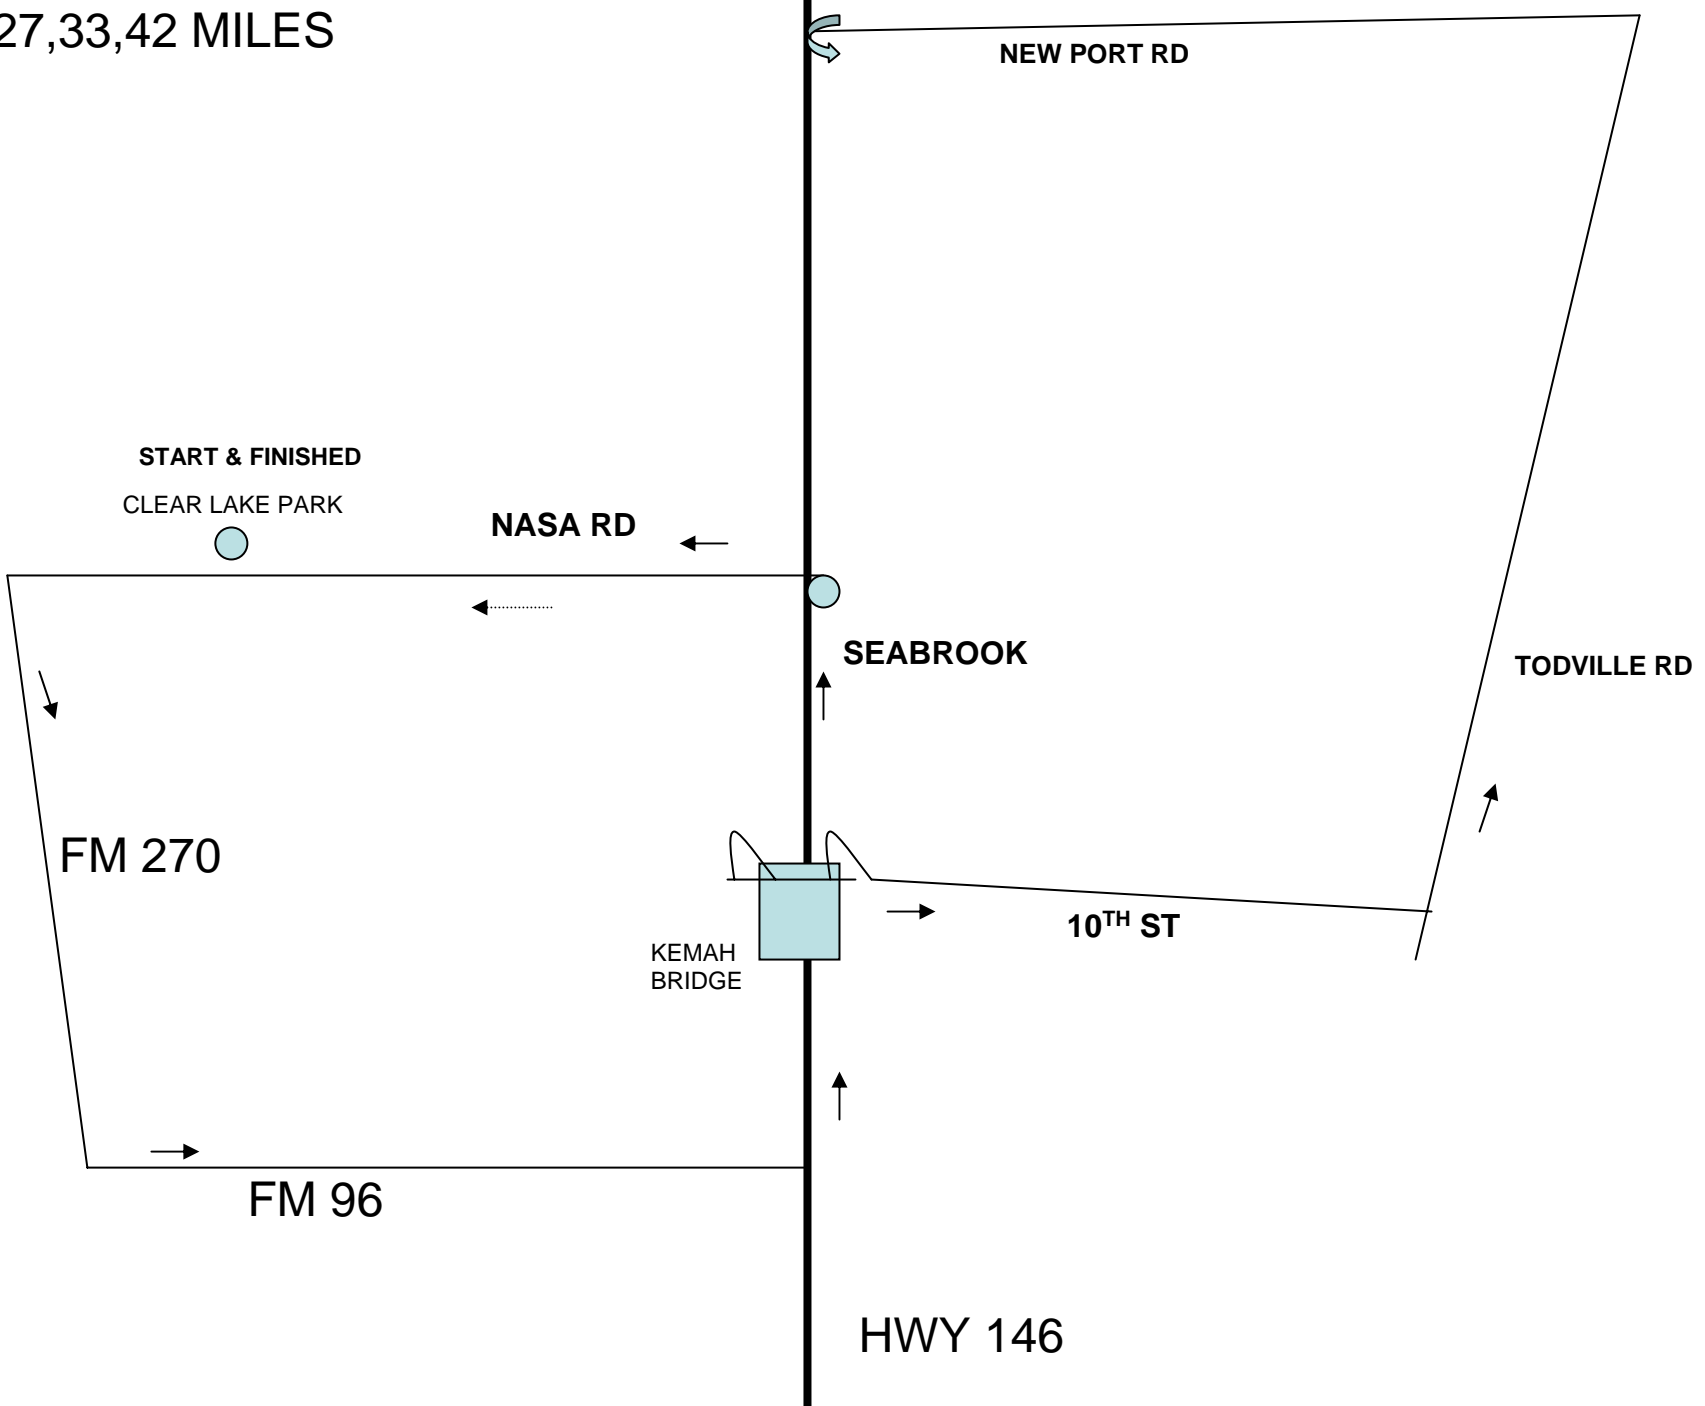 27,33,42 MILES
NEW PORT RD
START & FINISHED
CLEAR LAKE PARK
NASA RD
SEABROOK
TODVILLE RD
FM 270
10TH ST
KEMAH
BRIDGE
FM 96
HWY 146